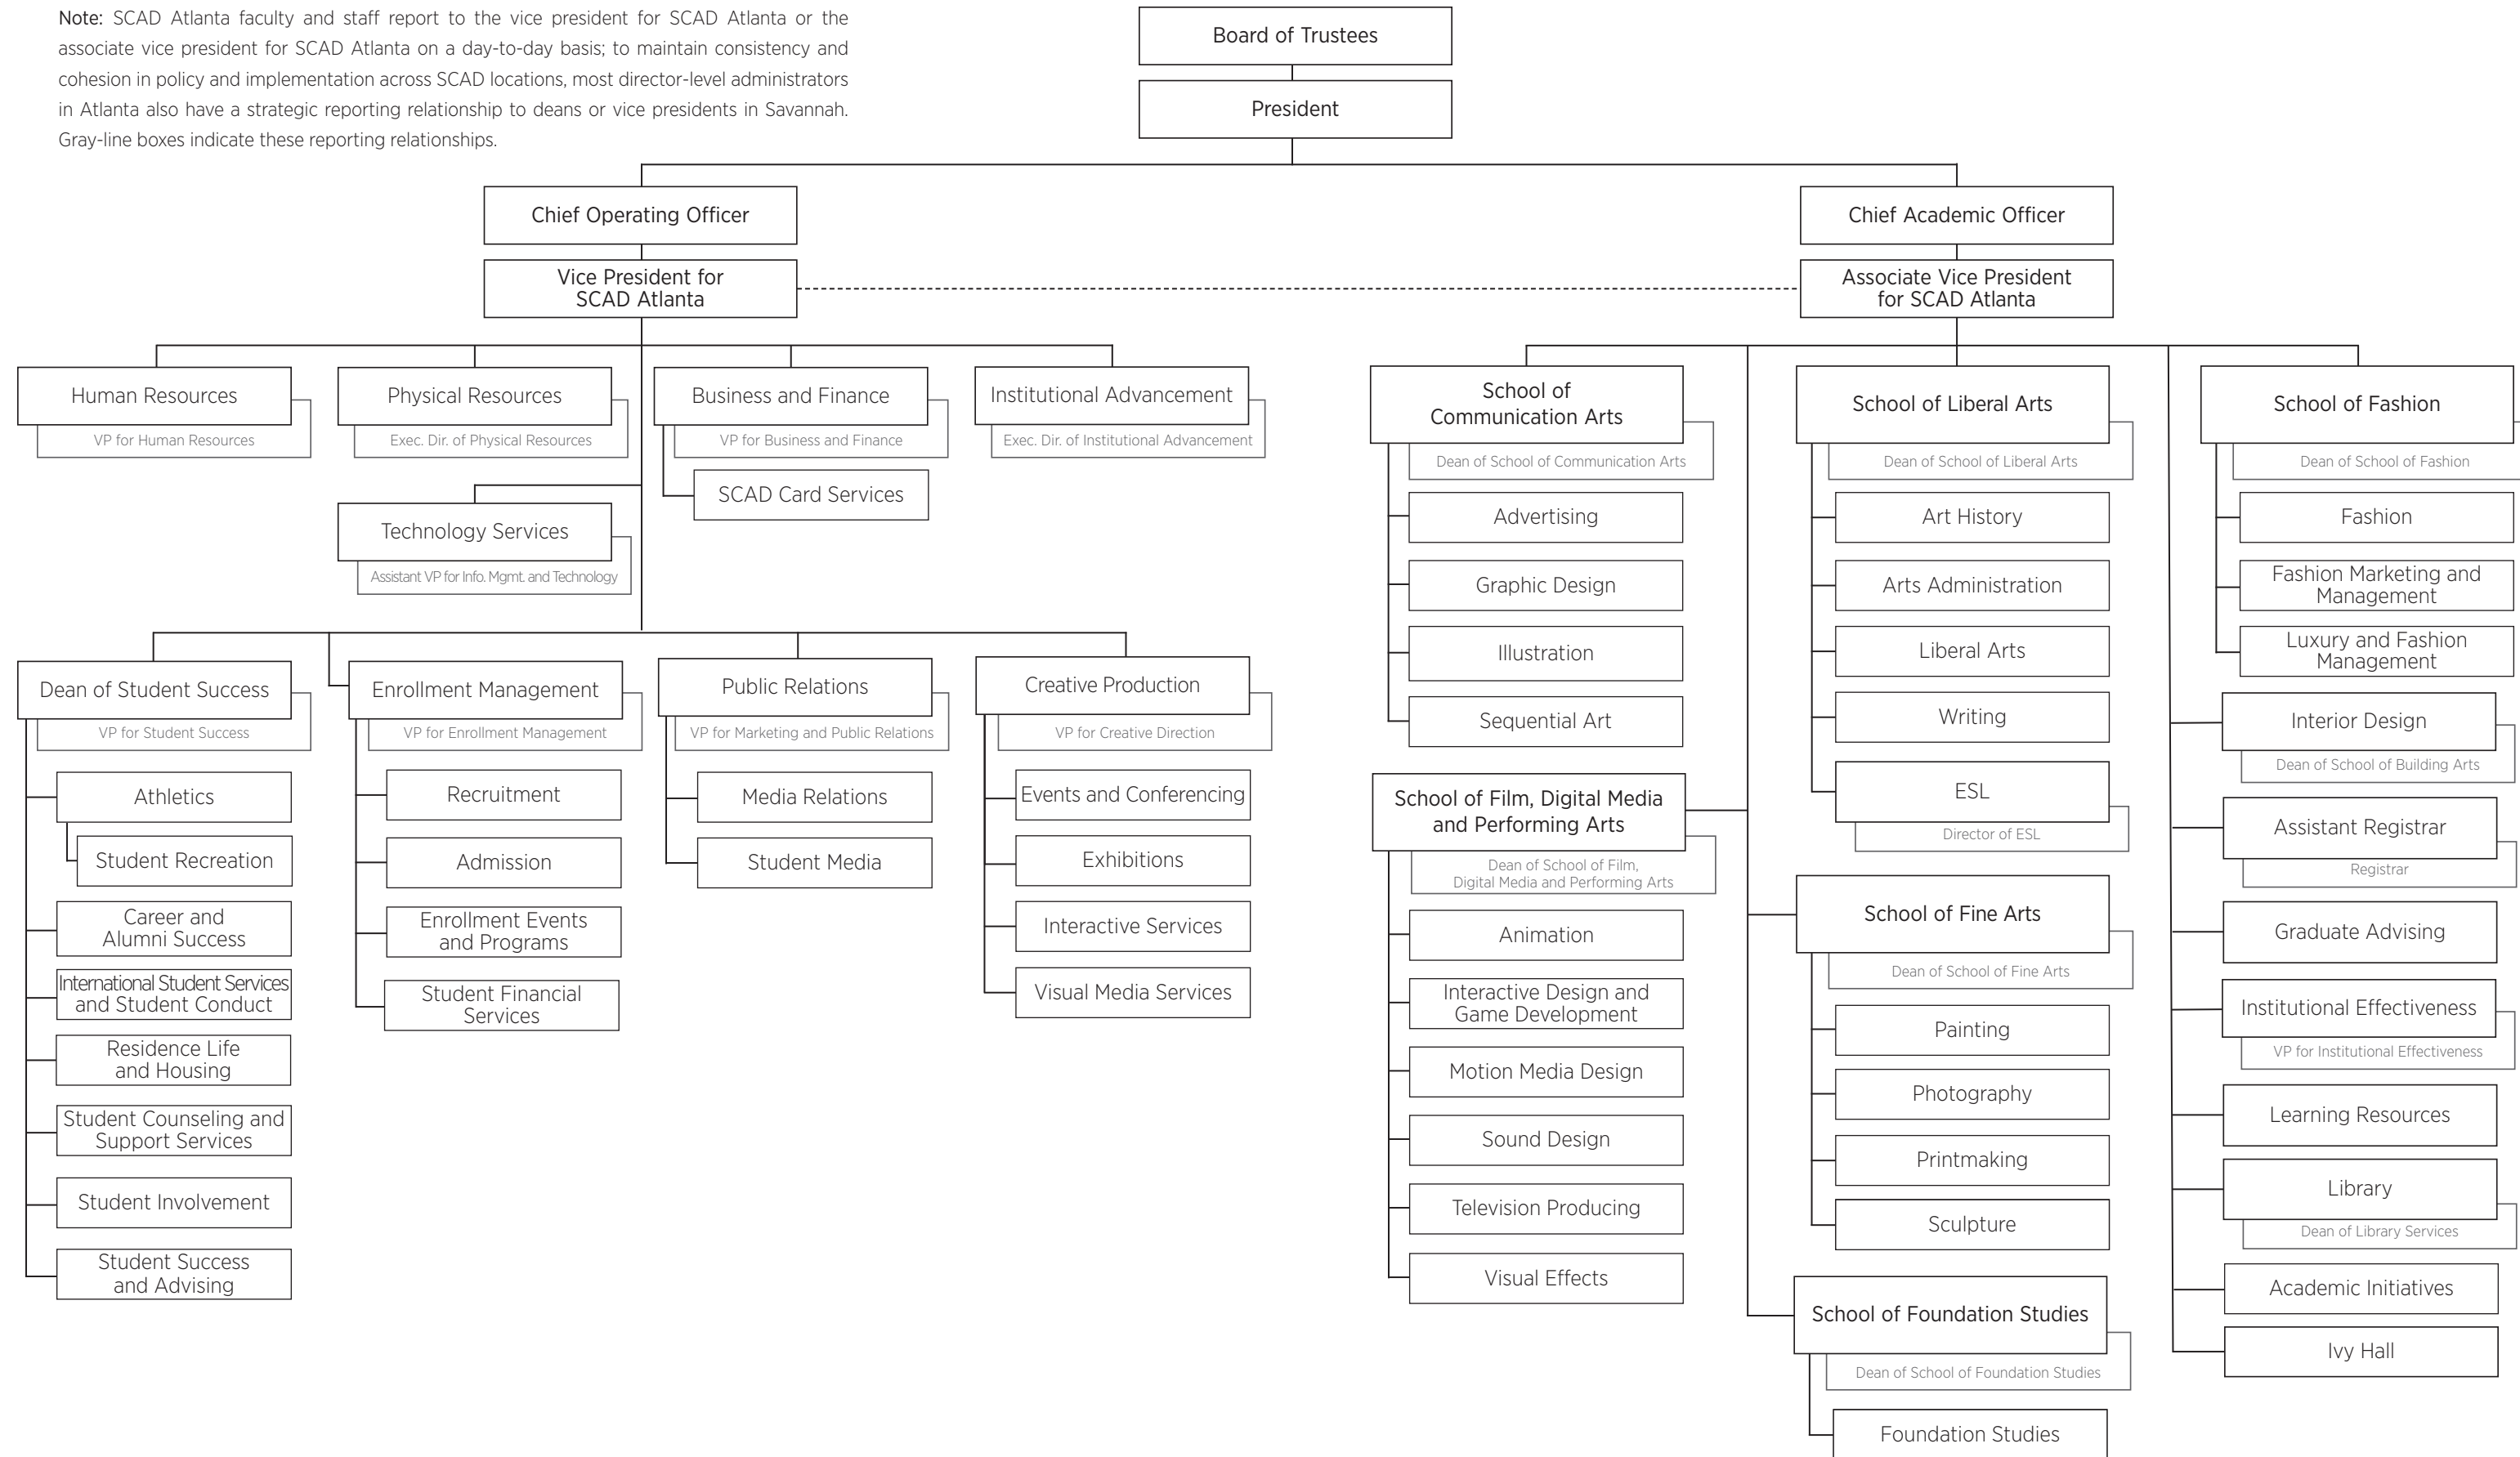 Note: SCAD Atlanta faculty and staff report to the vice president for SCAD Atlanta or the
associate vice president for SCAD Atlanta on a day-to-day basis; to maintain consistency and
cohesion in policy and implementation across SCAD locations, most director-level administrators
in Atlanta also have a strategic reporting relationship to deans or vice presidents in Savannah.
Gray-line boxes indicate these reporting relationships.
Board of Trustees
President
Chief Operating Officer
Vice President for
SCAD Atlanta
Human Resources
VP for Human Resources
Physical Resources
Exec. Dir. of Physical Resources
Business and Finance
VP for Business and Finance
SCAD Card Services
Institutional Advancement
Exec. Dir. of Institutional Advancement
Technology Services
Assistant VP for Info. Mgmt. and Technology
Dean of Student Success
VP for Student Success
Athletics
Student Recreation
Career and
Alumni Success
International Student Services
and Student Conduct
Residence Life
and Housing
Student Counseling and
Support Services
Student Involvement
Student Success
and Advising
Enrollment Management
VP for Enrollment Management
Recruitment
Admission
Enrollment Events
and Programs
Student Financial
Services
Public Relations
VP for Marketing and Public Relations
Media Relations
Student Media
Creative Production
VP for Creative Direction
Events and Conferencing
Exhibitions
Interactive Services
Visual Media Services
Chief Academic Officer
Associate Vice President
for SCAD Atlanta
School of
Communication Arts
Dean of School of Communication Arts
Advertising
Graphic Design
Illustration
Sequential Art
School of Film, Digital Media
and Performing Arts
Dean of School of Film,
Digital Media and Performing Arts
Animation
Interactive Design and
Game Development
Motion Media Design
Sound Design
Television Producing
Visual Effects
School of Liberal Arts
Dean of School of Liberal Arts
Art History
Arts Administration
Liberal Arts
Writing
ESL
Director of ESL
School of Fine Arts
Dean of School of Fine Arts
Painting
Photography
Printmaking
Sculpture
School of Foundation Studies
Dean of School of Foundation Studies
Foundation Studies
School of Fashion
Dean of School of Fashion
Fashion
Fashion Marketing and
Management
Luxury and Fashion
Management
Interior Design
Dean of School of Building Arts
Assistant Registrar
Registrar
Graduate Advising
Institutional Effectiveness
VP for Institutional Effectiveness
Learning Resources
Library
Dean of Library Services
Academic Initiatives
Ivy Hall